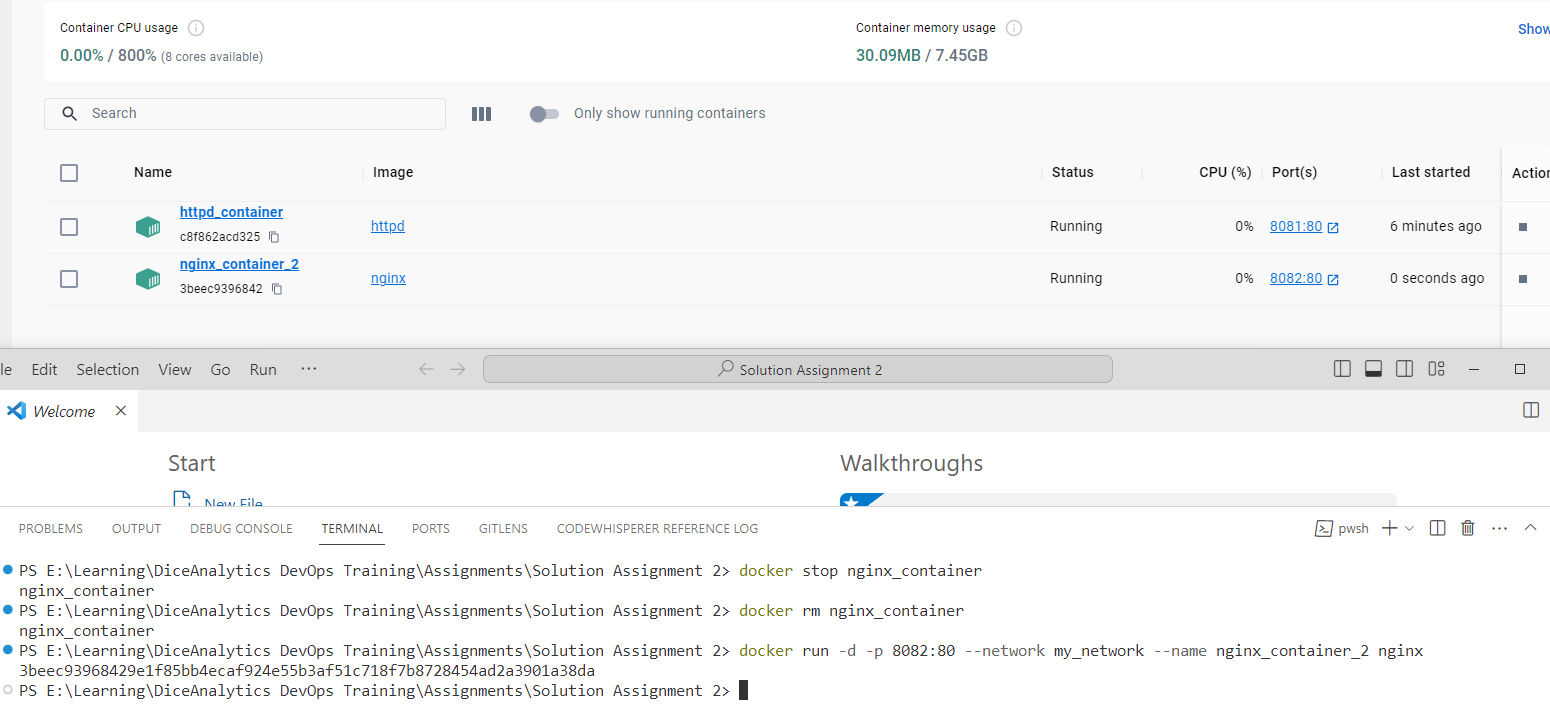 Container CPU usage
0.00% / 800% (8 cores available)
Container memory usage
30.09MB / 7.45GB
Show
Search
Only show running containers
Name Image Status CPU (%) Port(s) Last started Action
httpd_container
c8f862acd325
httpd Running 0% 8081:80 6 minutes ago
nginx_container_2
3beec9396842
nginx Running 0% 8082:80 0 seconds ago
le Edit Selection View Go Run ···
Solution Assignment 2
Welcome
Start
Walkthroughs
New File
PROBLEMS OUTPUT DEBUG CONSOLE TERMINAL PORTS GITLENS CODEWHISPERER REFERENCE LOG
pwsh
PS E:\Learning\DiceAnalytics DevOps Training\Assignments\Solution Assignment 2> docker stop nginx_container
nginx_container
PS E:\Learning\DiceAnalytics DevOps Training\Assignments\Solution Assignment 2> docker rm nginx_container
nginx_container
PS E:\Learning\DiceAnalytics DevOps Training\Assignments\Solution Assignment 2> docker run -d -p 8082:80 --network my_network --name nginx_container_2 nginx
3beec93968429e1f85bb4ecaf924e55b3af51c718f7b8728454ad2a3901a38da
PS E:\Learning\DiceAnalytics DevOps Training\Assignments\Solution Assignment 2>